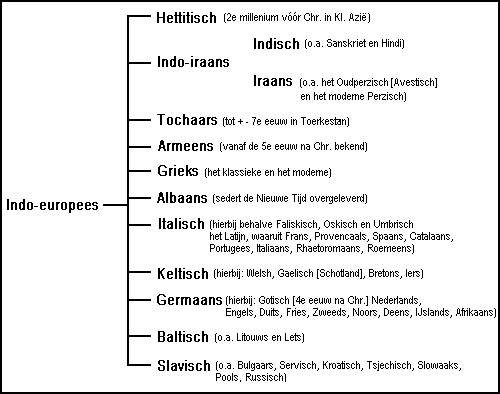 Hettitisch (2e millenium vóór Chr. in Kl. Azië)
Indisch (o.a. Sanskriet en Hindi)
Indo-iraans
Iraans (o.a. het Oudperzisch [Avestisch]
en het moderne Perzisch)
Tochaars (tot + - 7e eeuw in Toerkestan)
Armeens (vanaf de 5e eeuw na Chr. bekend)
Grieks (het klassieke en het moderne)
Albaans (sedert de Nieuwe Tijd overgeleverd)
Indo-europees
Italisch (hierbij behalve Faliskisch, Oskisch en Umbrisch
het Latijn, waaruit Frans, Provencaals, Spaans, Catalaans,
Portugees, Italiaans, Rhaetoromaans, Roemeens)
Keltisch (hierbij: Welsh, Gaelisch [Schotland], Bretons, Iers)
Germaans (hierbij: Gotisch [4e eeuw na Chr.] Nederlands,
Engels, Duits, Fries, Zweeds, Noors, Deens, IJslands, Afrikaans)
Baltisch (o.a. Litouws en Lets)
Slavisch (o.a. Bulgaars, Servisch, Kroatisch, Tsjechisch, Slowaaks,
Pools, Russisch)